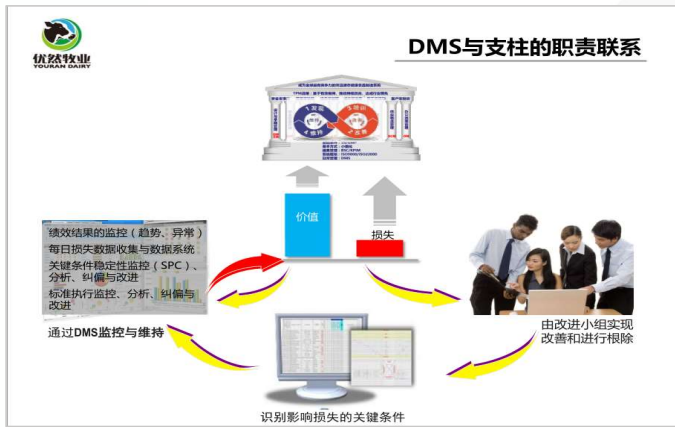 优然牧业
YOURAN DAIRY
DMS与支柱的职责联系
价值
损失
绩效结果的监控（趋势、异常）
每日损失数据收集与数据系统
关键条件稳定性监控（SPC）、
分析、纠偏与改进
标准执行监控、分析、纠偏与
改进
通过DMS监控与维持
由改进小组实现
改善和进行根除
识别影响损失的关键条件